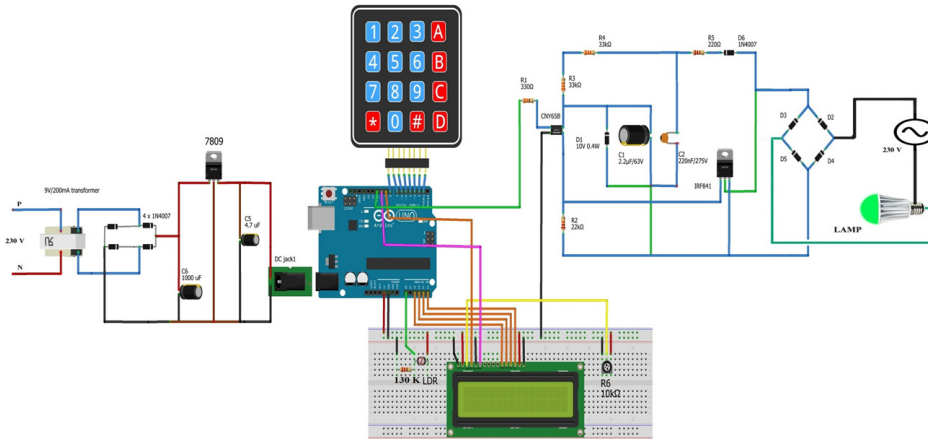 1 2 3 A
4 5 6 B
7 8 9 C
* 0 # D
R4
33kΩ
R5
220Ω
D6
1N4007
R3
33kΩ
R1
330Ω
CNY650
D1
10V 0.4W
C1
2.2µF/63V
C2
220nF/275V
IRF841
R2
22kΩ
D3
D2
D5
D4
230 V
LAMP
7809
9V/200mA transformer
P
230 V
N
4 x 1N4007
C5
4.7 uF
C6
1000 uF
DC jack1
UNO
Arduino
130 K LDR
R6
10kΩ